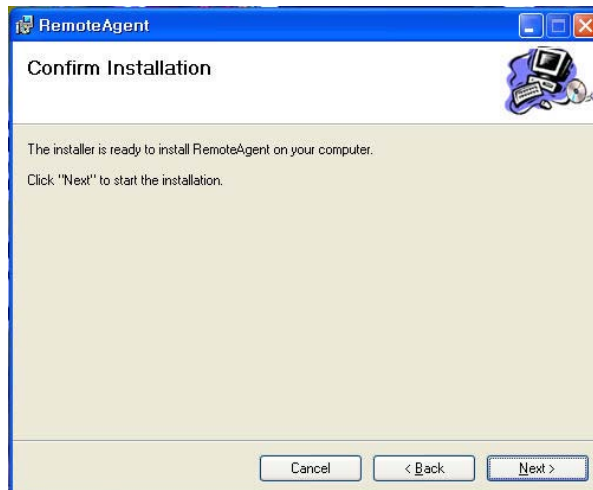 RemoteAgent
Confirm Installation
The installer is ready to install RemoteAgent on your computer.
Click "Next" to start the installation.
Cancel
< Back
Next >